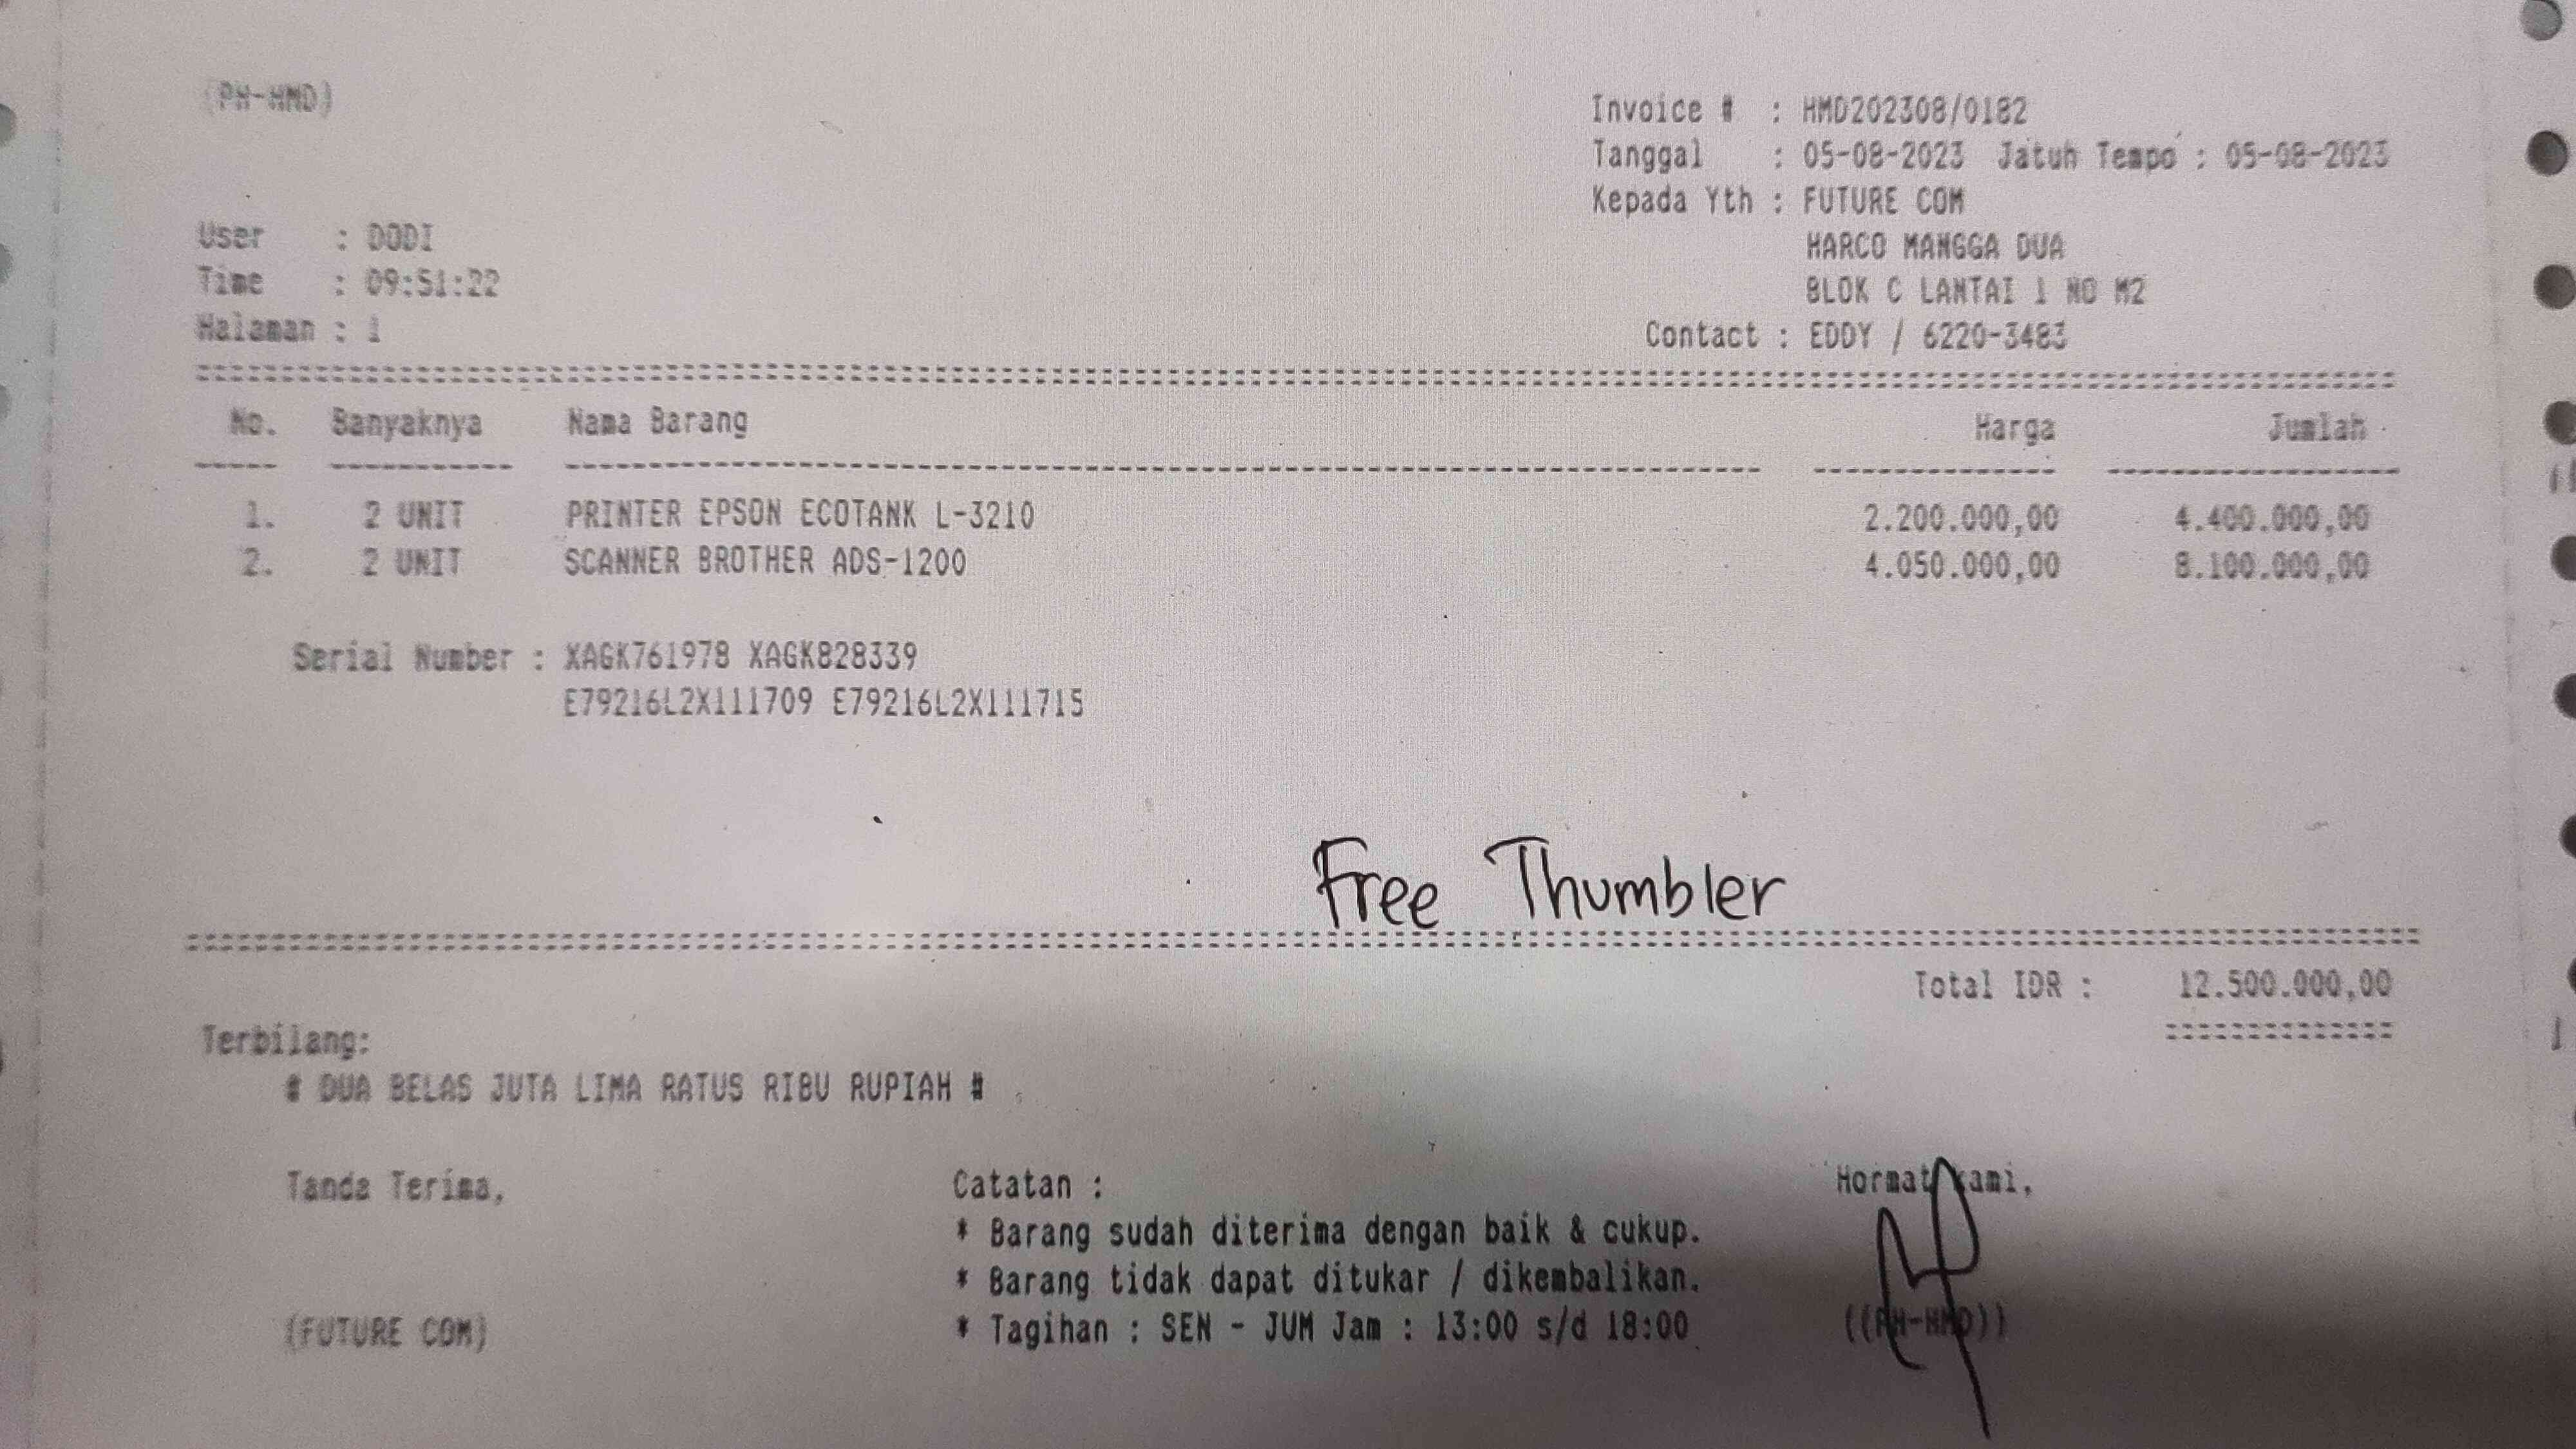 (PH-HMD)
Invoice # : HMD202308/0182
Tanggal : 05-08-2023 Jatuh Tempo : 05-08-2023
Kepada Yth : FUTURE COM
HARCO MANGGA DUA
BLOK C LANTAI 1 NO M2
Contact : EDDY / 6220-3483
User : DODI
Time : 09:51:22
Halaman : 1
No. Banyaknya Nama Barang Harga Jumlah
1. 2 UNIT PRINTER EPSON ECOTANK L-3210 2.200.000,00 4.400.000,00
2. 2 UNIT SCANNER BROTHER ADS-1200 4.050.000,00 8.100.000,00
Serial Number : XAGK761978 XAGK828339
E79216L2X111709 E79216L2X111715
Free Thumbler
Total IDR : 12.500.000,00
Terbilang:
# DUA BELAS JUTA LIMA RATUS RIBU RUPIAH #
Tanda Terima,
(FUTURE COM)
Catatan :
* Barang sudah diterima dengan baik & cukup.
* Barang tidak dapat ditukar / dikembalikan.
* Tagihan : SEN - JUM Jam : 13:00 s/d 18:00
Hormat kami,
((PH-HMD))